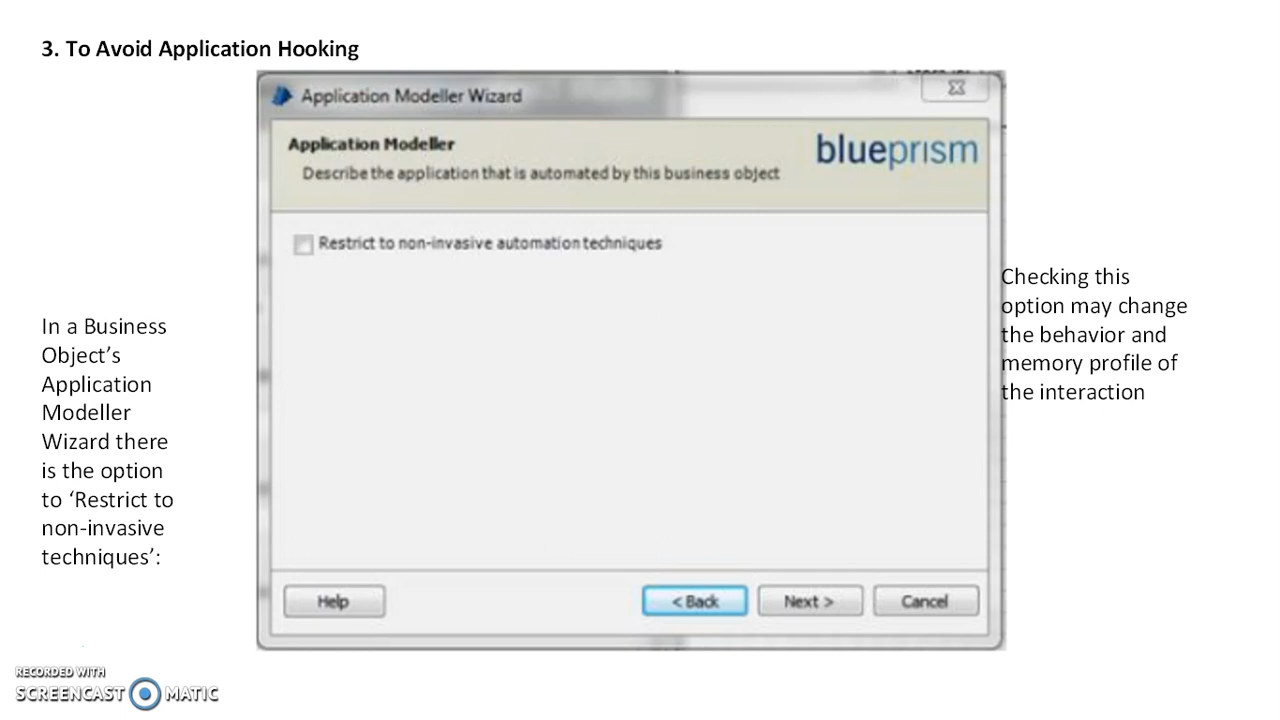 3. To Avoid Application Hooking
Application Modeller Wizard
Application Modeller
Describe the application that is automated by this business object
blueprism
Restrict to non-invasive automation techniques
In a Business
Object’s
Application
Modeller
Wizard there
is the option
to ‘Restrict to
non-invasive
techniques’:
Checking this
option may change
the behavior and
memory profile of
the interaction
Help
< Back
Next >
Cancel
RECORDED WITH
SCREENCAST MATIC